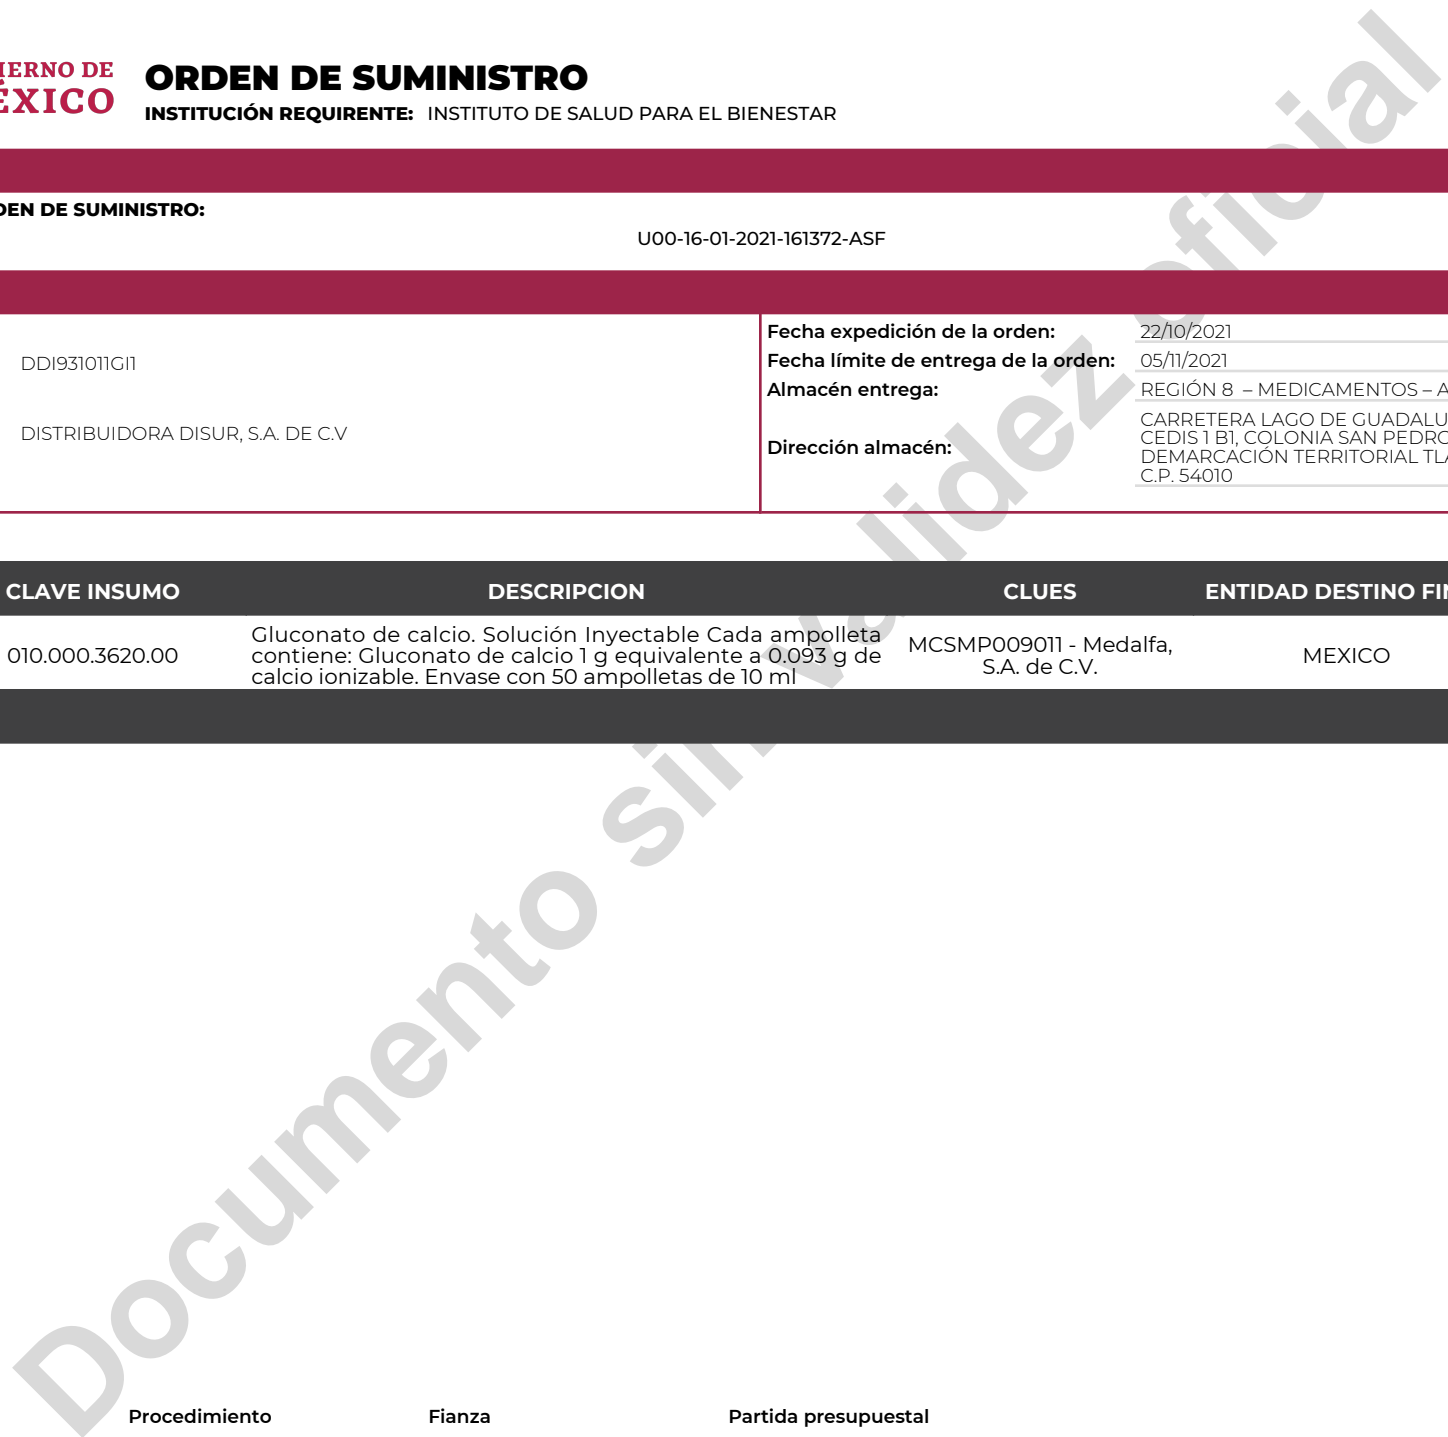 IERNO DE
ÉXICO
ORDEN DE SUMINISTRO
INSTITUCIÓN REQUIRENTE: INSTITUTO DE SALUD PARA EL BIENESTAR
DEN DE SUMINISTRO:
U00-16-01-2021-161372-ASF
DDI931011GI1
DISTRIBUIDORA DISUR, S.A. DE C.V
Fecha expedición de la orden: 22/10/2021
Fecha límite de entrega de la orden: 05/11/2021
Almacén entrega: REGIÓN 8 – MEDICAMENTOS – A
Dirección almacén:
CARRETERA LAGO DE GUADALU
CEDIS 1 B1, COLONIA SAN PEDRO
DEMARCACIÓN TERRITORIAL TLA
C.P. 54010
CLAVE INSUMO DESCRIPCION CLUES ENTIDAD DESTINO FIN
010.000.3620.00
Gluconato de calcio. Solución Inyectable Cada ampolleta
contiene: Gluconato de calcio 1 g equivalente a 0.093 g de
calcio ionizable. Envase con 50 ampolletas de 10 ml
MCSMP009011 - Medalfa,
S.A. de C.V.
MEXICO
Documento sin validez oficial
Procedimiento Fianza Partida presupuestal